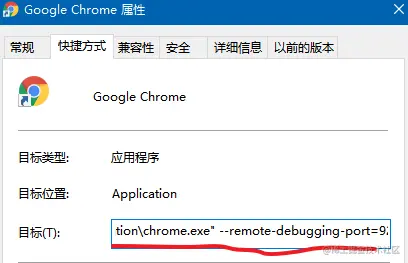 Google Chrome 属性
常规 快捷方式 兼容性 安全 详细信息 以前的版本
Google Chrome
目标类型: 应用程序
目标位置: Application
目标(T): tion\chrome.exe" --remote-debugging-port=92
@稀土掘金技术社区